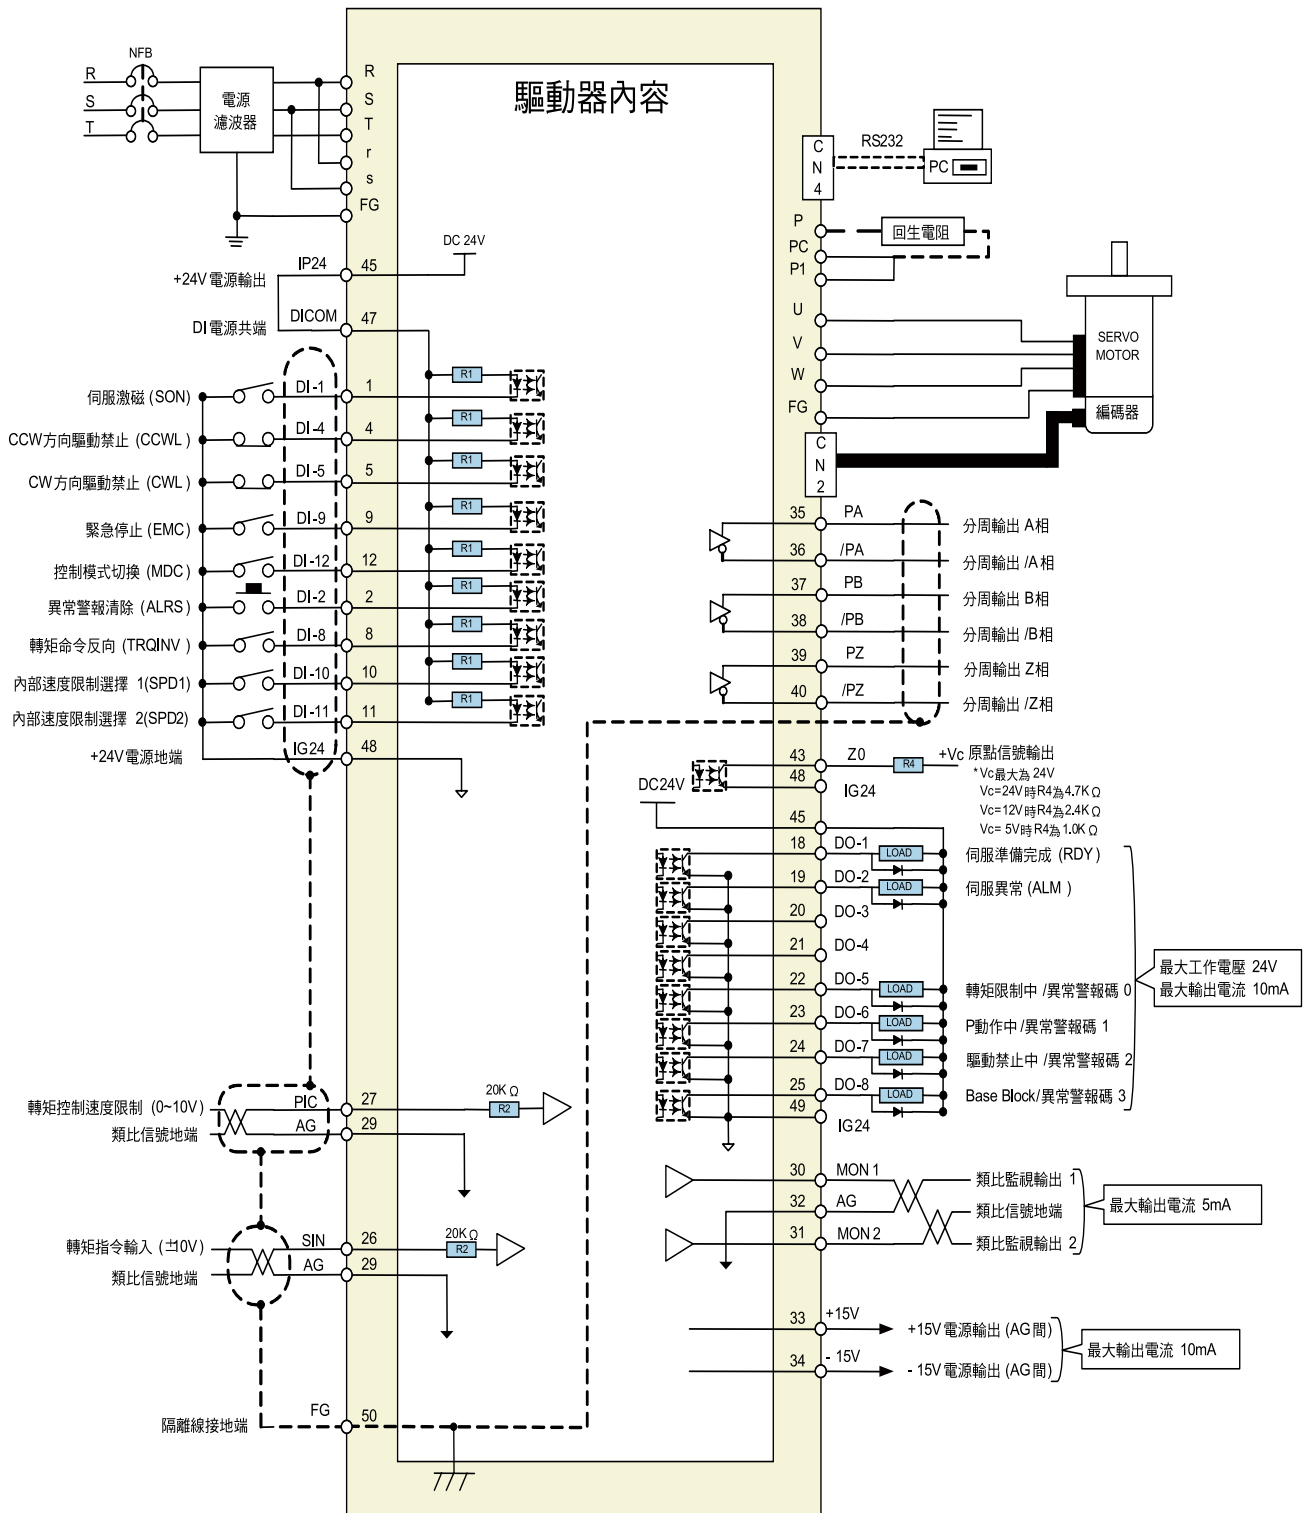 驅動器內容
NFB
R
S
T
電源
濾波器
R
S
T
r
s
FG
DC 24V
+24V電源輸出
IP24
45
DI電源共端
DICOM
47
伺服激磁 (SON)
DI-1
1
R1
CCW方向驅動禁止 (CCWL)
DI-4
4
R1
CW方向驅動禁止 (CWL)
DI-5
5
R1
緊急停止 (EMC)
DI-9
9
R1
控制模式切換 (MDC)
DI-12
12
R1
異常警報清除 (ALRS)
DI-2
2
R1
轉矩命令反向 (TRQINV )
DI-8
8
R1
內部速度限制選擇 1(SPD1)
DI-10
10
R1
內部速度限制選擇 2(SPD2)
DI-11
11
R1
+24V電源地端
IG24
48
轉矩控制速度限制 (0~10V)
PIC
27
20K Ω
R2
類比信號地端
AG
29
轉矩指令輸入 (±10V)
SIN
26
20K Ω
R2
類比信號地端
AG
29
隔離線接地端
FG
50
C
N
4
RS232
PC
P
回生電阻
PC
P1
U
V
W
FG
SERVO
MOTOR
編碼器
C
N
2
35
PA
分周輸出 A相
36
/PA
分周輸出 /A相
37
PB
分周輸出 B相
38
/PB
分周輸出 /B相
39
PZ
分周輸出 Z相
40
/PZ
分周輸出 /Z相
43
Z0
R4
+Vc 原點信號輸出
*Vc最大為 24V
Vc=24V時R4為4.7K Ω
Vc=12V時R4為2.4K Ω
Vc= 5V時R4為1.0K Ω
48
IG24
DC24V
45
18
DO-1
LOAD
伺服準備完成 (RDY)
19
DO-2
LOAD
伺服異常 (ALM )
20
DO-3
21
DO-4
22
DO-5
LOAD
轉矩限制中 /異常警報碼 0
23
DO-6
LOAD
P動作中 /異常警報碼 1
24
DO-7
LOAD
驅動禁止中 /異常警報碼 2
25
DO-8
LOAD
Base Block/異常警報碼 3
49
IG24
最大工作電壓 24V
最大輸出電流 10mA
30
MON 1
類比監視輸出 1
32
AG
類比信號地端
31
MON 2
類比監視輸出 2
最大輸出電流 5mA
33
+15V
+15V 電源輸出 (AG間)
34
- 15V
- 15V 電源輸出 (AG間)
最大輸出電流 10mA